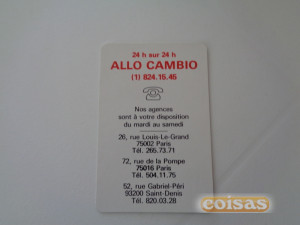 24 h sur 24 h
ALLO CAMBIO
(1) 824.15.45
Nos agences
sont à votre disposition
du mardi au samedi
26, rue Louis-Le-Grand
75002 Paris
Tél. 265.73.71
72, rue de la Pompe
75016 Paris
Tél. 504.11.75
52, rue Gabriel-Péri
93200 Saint-Denis
Tél. 820.03.28
coisas